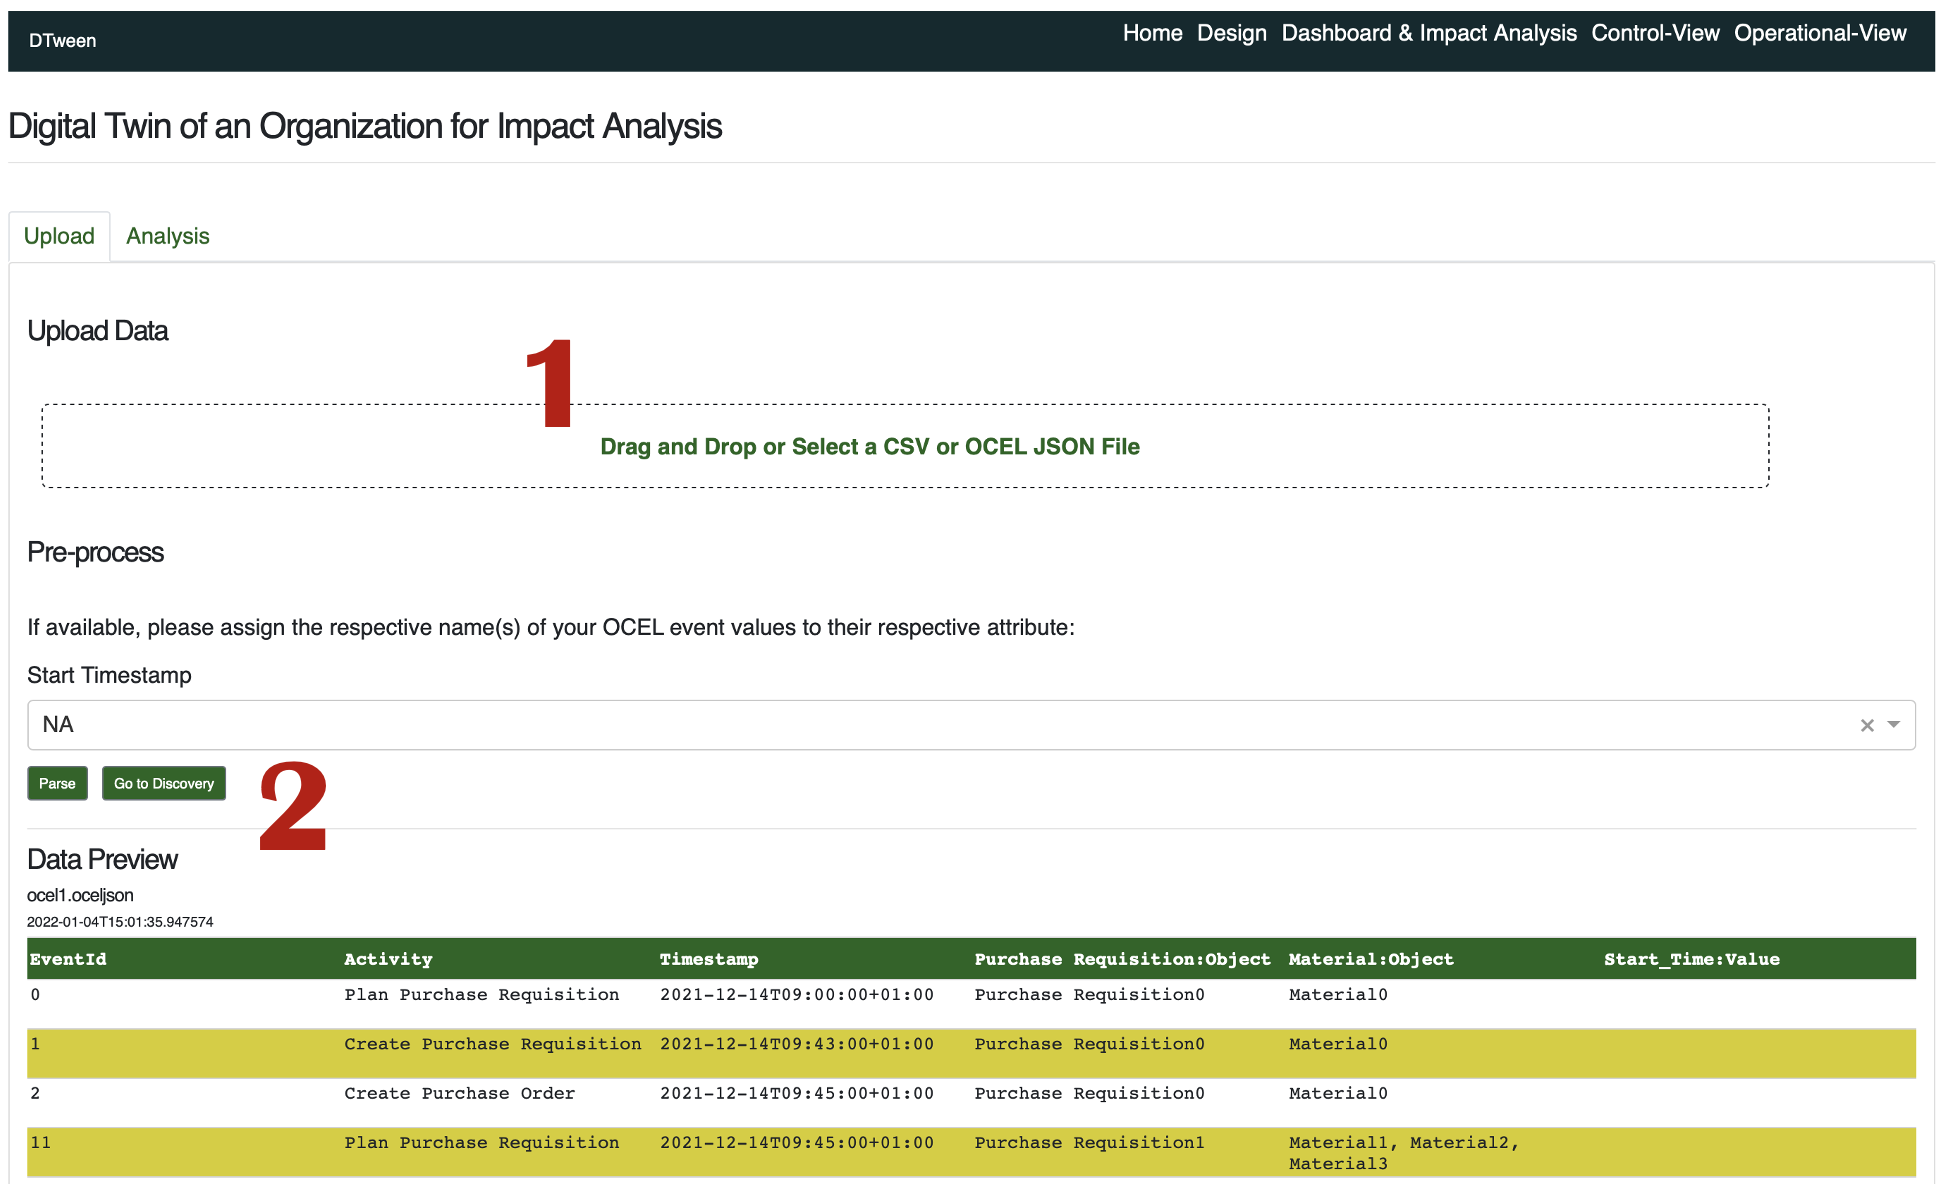 DTween
Home Design Dashboard & Impact Analysis Control-View Operational-View
Digital Twin of an Organization for Impact Analysis
Upload Analysis
Upload Data
1
Drag and Drop or Select a CSV or OCEL JSON File
Pre-process
If available, please assign the respective name(s) of your OCEL event values to their respective attribute:
Start Timestamp
NA
Parse Go to Discovery
2
Data Preview
ocel1.oceljson
2022-01-04T15:01:35.947574
EventId Activity Timestamp Purchase Requisition:Object Material:Object Start_Time:Value
0 Plan Purchase Requisition 2021-12-14T09:00:00+01:00 Purchase Requisition0 Material0
1 Create Purchase Requisition 2021-12-14T09:43:00+01:00 Purchase Requisition0 Material0
2 Create Purchase Order 2021-12-14T09:45:00+01:00 Purchase Requisition0 Material0
11 Plan Purchase Requisition 2021-12-14T09:45:00+01:00 Purchase Requisition1 Material1, Material2,
Material3